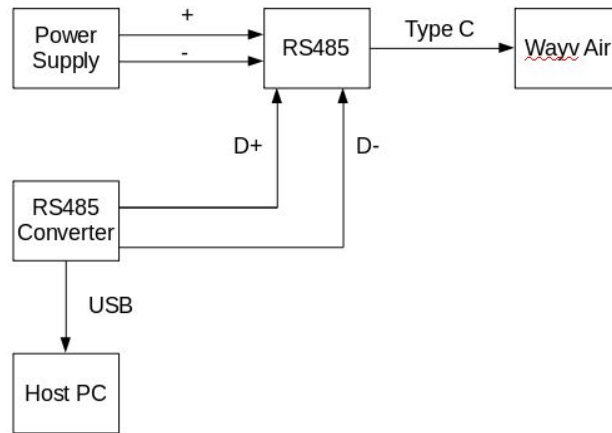 Power
Supply
+
-
RS485
Type C
Wayv Air
D+
D-
RS485
Converter
USB
Host PC